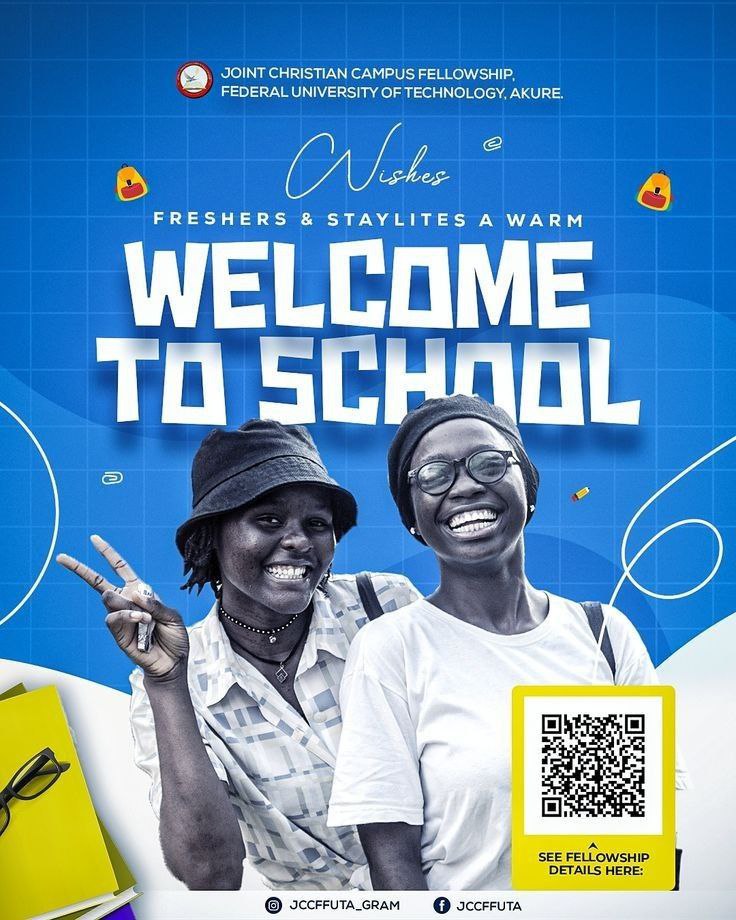 JOINT CHRISTIAN CAMPUS FELLOWSHIP,
FEDERAL UNIVERSITY OF TECHNOLOGY, AKURE.
Wishes
FRESHERS & STAYLITES A WARM
WELCOME
TO SCHOOL
SEE FELLOWSHIP
DETAILS HERE:
JCCFFUTA_GRAM
JCCFFUTA